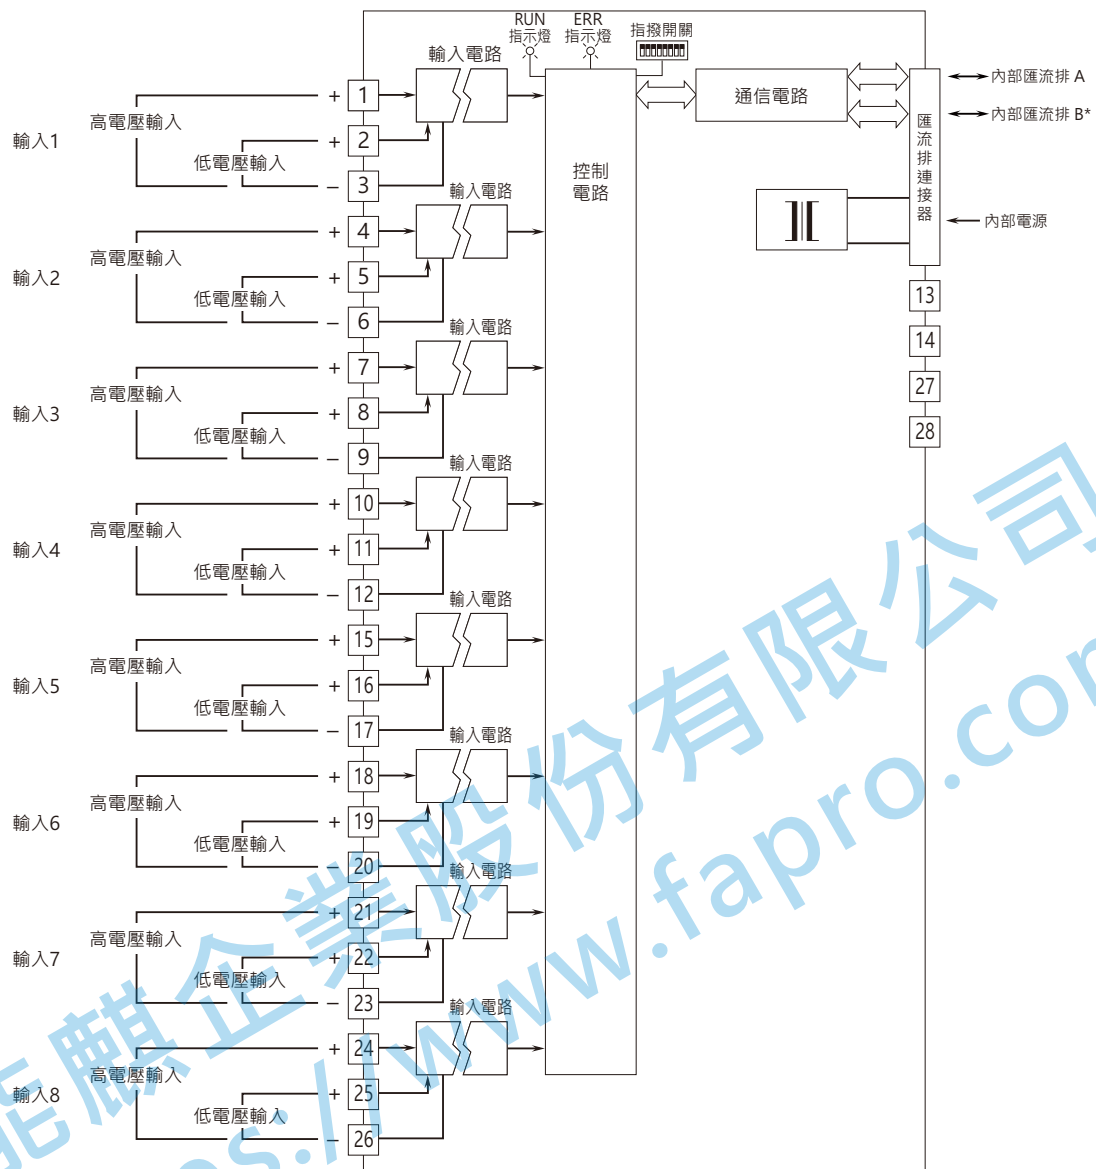 RUN
指示燈
ERR
指示燈
指撥開關
輸入電路
輸入1
高電壓輸入
低電壓輸入
+ 1
+ 2
− 3
通信電路
內部匯流排 A
內部匯流排 B*
匯流排連接器
內部電源
控制
電路
輸入電路
輸入2
高電壓輸入
低電壓輸入
+ 4
+ 5
− 6
13
14
27
28
輸入電路
輸入3
高電壓輸入
低電壓輸入
+ 7
+ 8
− 9
輸入電路
輸入4
高電壓輸入
低電壓輸入
+ 10
+ 11
− 12
輸入電路
輸入5
高電壓輸入
低電壓輸入
+ 15
+ 16
− 17
輸入電路
輸入6
高電壓輸入
低電壓輸入
+ 18
+ 19
− 20
輸入電路
輸入7
高電壓輸入
低電壓輸入
+ 21
+ 22
− 23
輸入電路
輸入8
高電壓輸入
低電壓輸入
+ 24
+ 25
− 26
麒企業股份有限公司
s://www.fapro.co